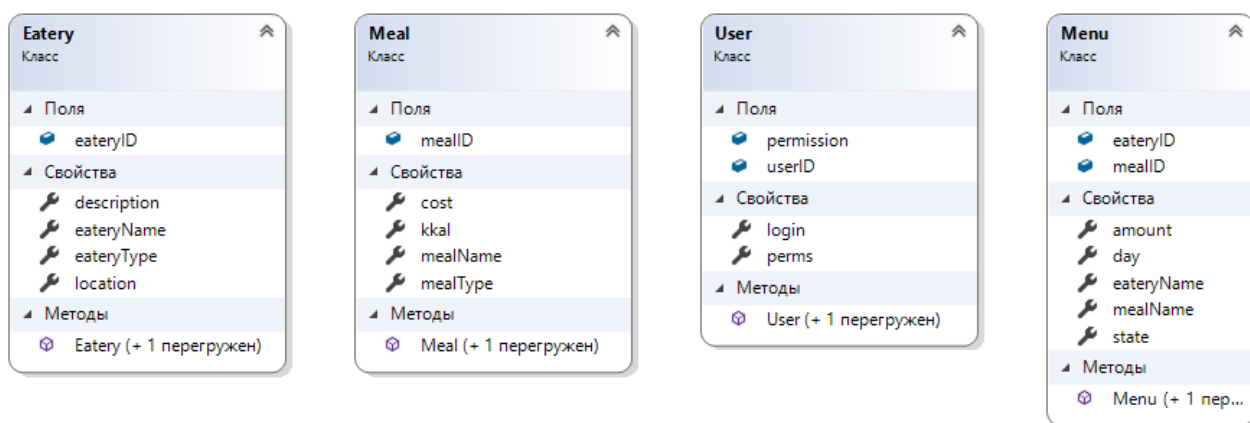 Eatery
Класс
Поля
eateryID
Свойства
description
eateryName
eateryType
location
Методы
Eatery (+ 1 перегружен)
Meal
Класс
Поля
mealID
Свойства
cost
kkal
mealName
mealType
Методы
Meal (+ 1 перегружен)
User
Класс
Поля
permission
userID
Свойства
login
perms
Методы
User (+ 1 перегружен)
Menu
Класс
Поля
eateryID
mealID
Свойства
amount
day
eateryName
mealName
state
Методы
Menu (+ 1 пер...